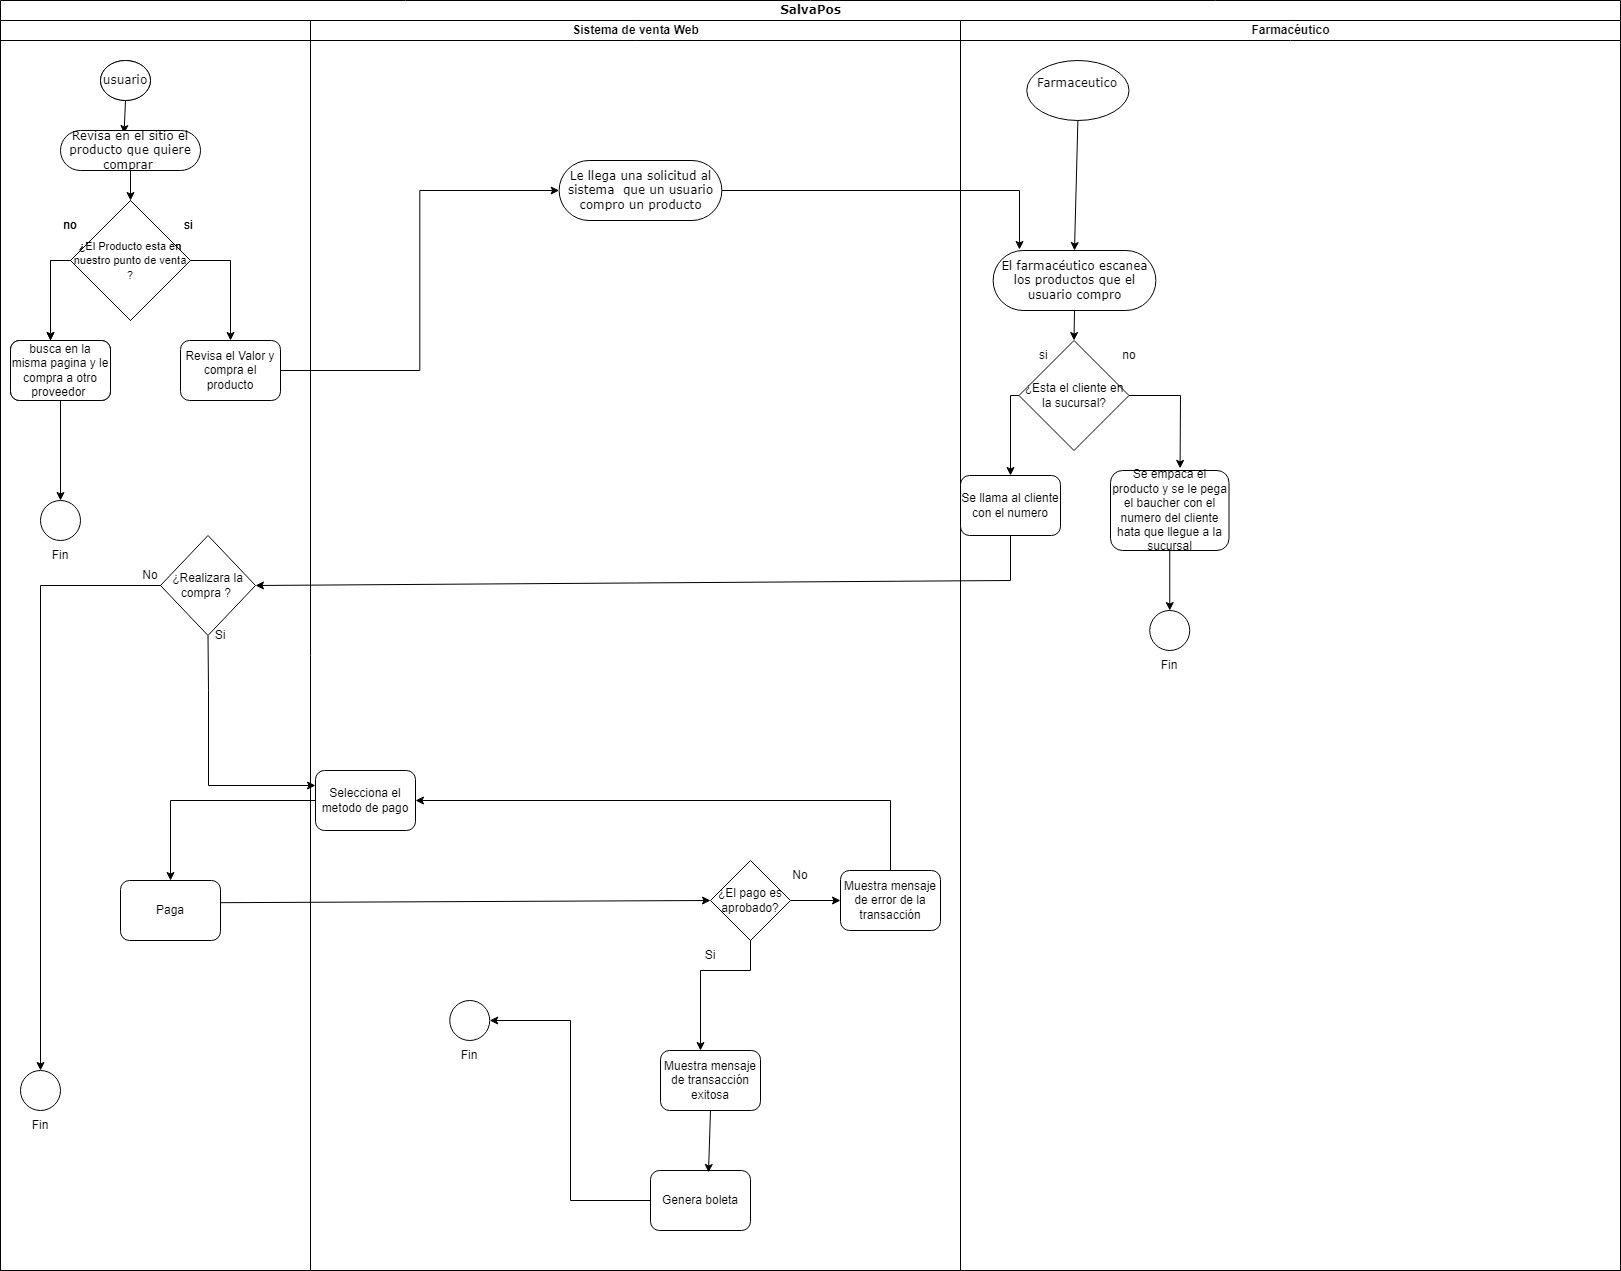 SalvaPos
Sistema de venta Web
Farmacéutico
usuario
Revisa en el sitio el
producto que quiere
comprar
no
si
¿El Producto esta en
nuestro punto de venta
?
busca en la
misma pagina y le
compra a otro
proveedor
Revisa el Valor y
compra el
producto
Fin
Le llega una solicitud al
sistema  que un usuario
compro un producto
Farmaceutico
El farmacéutico escanea
los productos que el
usuario compro
si
no
¿Esta el cliente en
la sucursal?
Se llama al cliente
con el numero
Se empaca el
producto y se le pega
el baucher con el
numero del cliente
hata que llegue a la
sucursal
Fin
No
¿Realizara la
compra ?
Si
Selecciona el
metodo de pago
Paga
¿El pago es
aprobado?
No
Muestra mensaje
de error de la
transacción
Si
Fin
Muestra mensaje
de transacción
exitosa
Genera boleta
Fin